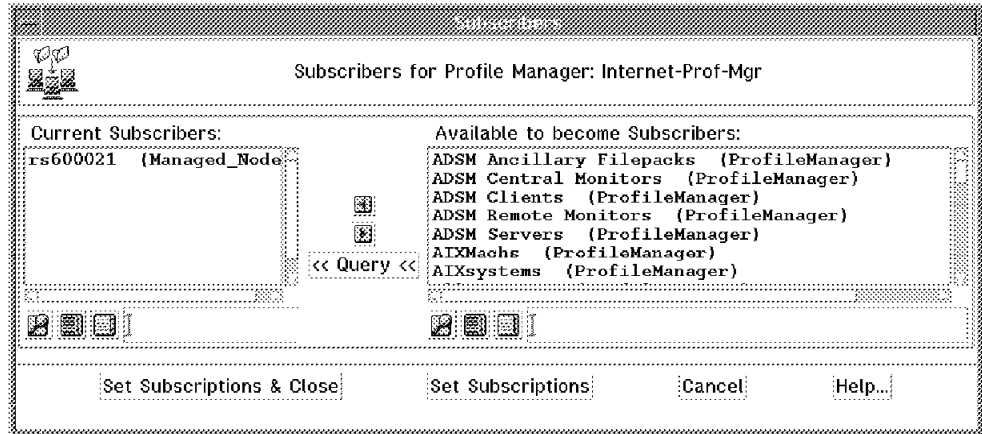 Subscribers
Subscribers for Profile Manager: Internet-Prof-Mgr
Current Subscribers:
rs600021 (Managed_Node
<< Query <<
Available to become Subscribers:
ADSM Ancillary Filepacks (ProfileManager)
ADSM Central Monitors (ProfileManager)
ADSM Clients (ProfileManager)
ADSM Remote Monitors (ProfileManager)
ADSM Servers (ProfileManager)
AIXMachs (ProfileManager)
AIXsystems (ProfileManager)
Set Subscriptions & Close
Set Subscriptions
Cancel
Help...